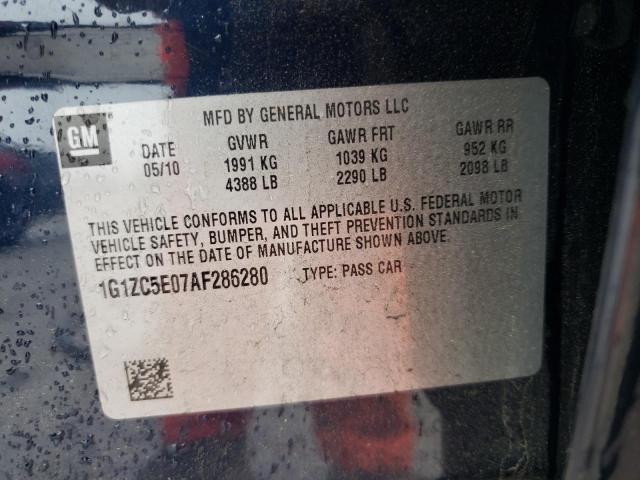 MFD BY GENERAL MOTORS LLC
GM
DATE GVWR GAWR FRT GAWR RR
05/10 1991 KG 1039 KG 952 KG
4388 LB 2290 LB 2098 LB
THIS VEHICLE CONFORMS TO ALL APPLICABLE U.S. FEDERAL MOTOR
VEHICLE SAFETY, BUMPER, AND THEFT PREVENTION STANDARDS IN
EFFECT ON THE DATE OF MANUFACTURE SHOWN ABOVE.
1G1ZC5E07AF286280 TYPE: PASS CAR